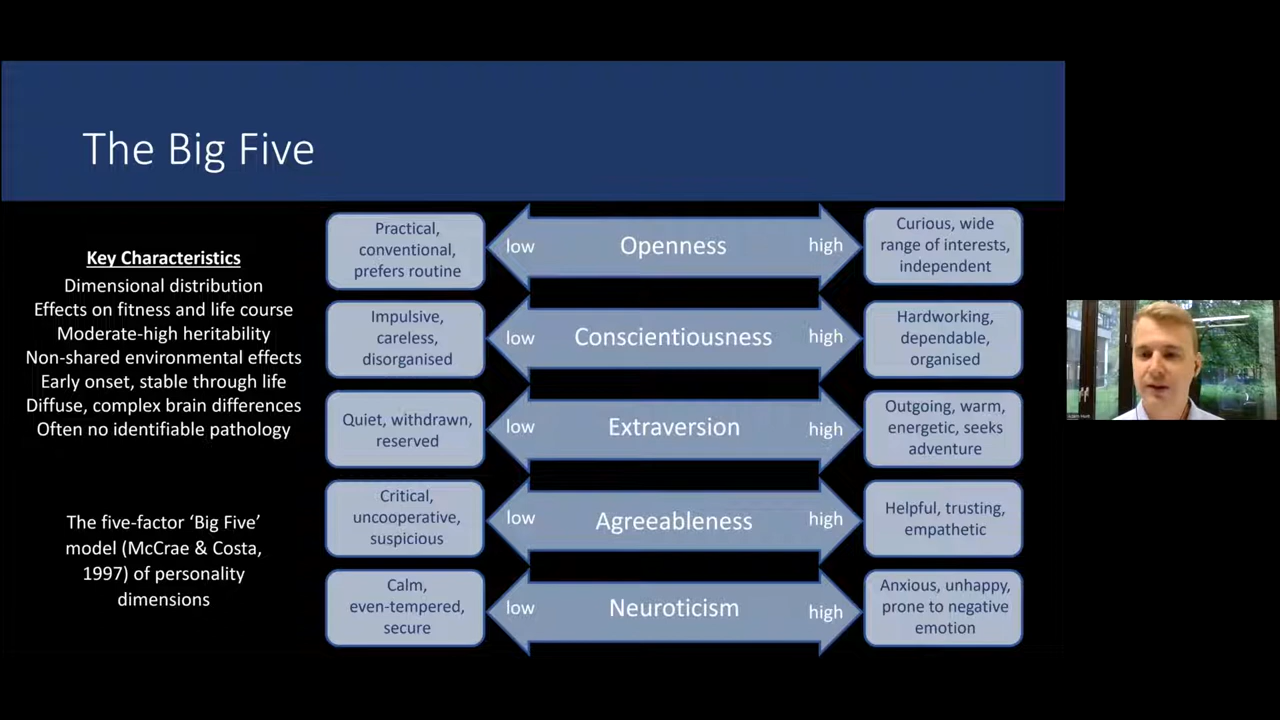 The Big Five
Key Characteristics
Dimensional distribution
Effects on fitness and life course
Moderate-high heritability
Non-shared environmental effects
Early onset, stable through life
Diffuse, complex brain differences
Often no identifiable pathology
The five-factor ‘Big Five’
model (McCrae & Costa,
1997) of personality
dimensions
Practical,
conventional,
prefers routine
low
Openness
high
Curious, wide
range of interests,
independent
Impulsive,
careless,
disorganised
low
Conscientiousness
high
Hardworking,
dependable,
organised
Quiet, withdrawn,
reserved
low
Extraversion
high
Outgoing, warm,
energetic, seeks
adventure
Critical,
uncooperative,
suspicious
low
Agreeableness
high
Helpful, trusting,
empathetic
Calm,
even-tempered,
secure
low
Neuroticism
high
Anxious, unhappy,
prone to negative
emotion